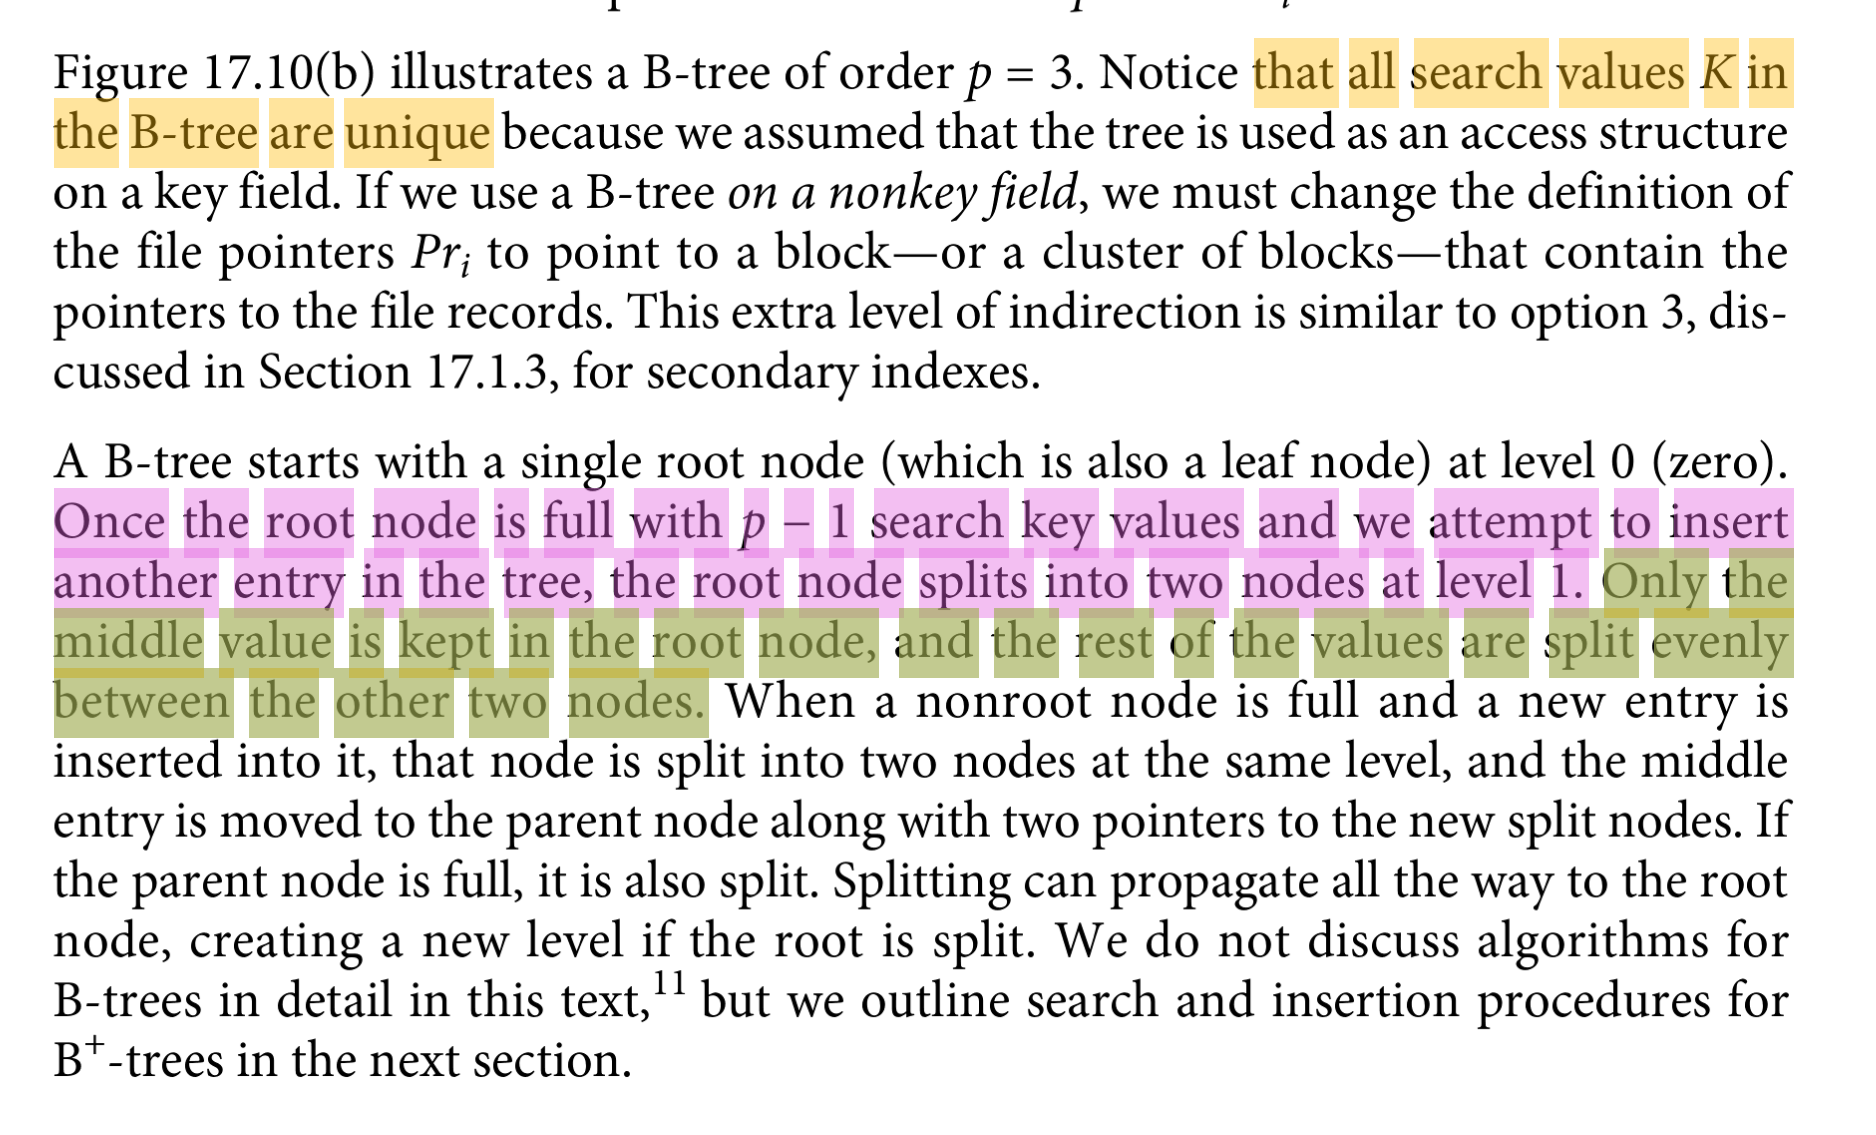 Figure 17.10(b) illustrates a B-tree of order p = 3. Notice that all search values K in
the B-tree are unique because we assumed that the tree is used as an access structure
on a key field. If we use a B-tree on a nonkey field, we must change the definition of
the file pointers Prᵢ to point to a block—or a cluster of blocks—that contain the
pointers to the file records. This extra level of indirection is similar to option 3, dis-
cussed in Section 17.1.3, for secondary indexes.
A B-tree starts with a single root node (which is also a leaf node) at level 0 (zero).
Once the root node is full with p – 1 search key values and we attempt to insert
another entry in the tree, the root node splits into two nodes at level 1. Only the
middle value is kept in the root node, and the rest of the values are split evenly
between the other two nodes. When a nonroot node is full and a new entry is
inserted into it, that node is split into two nodes at the same level, and the middle
entry is moved to the parent node along with two pointers to the new split nodes. If
the parent node is full, it is also split. Splitting can propagate all the way to the root
node, creating a new level if the root is split. We do not discuss algorithms for
B-trees in detail in this text,¹¹ but we outline search and insertion procedures for
B⁺-trees in the next section.